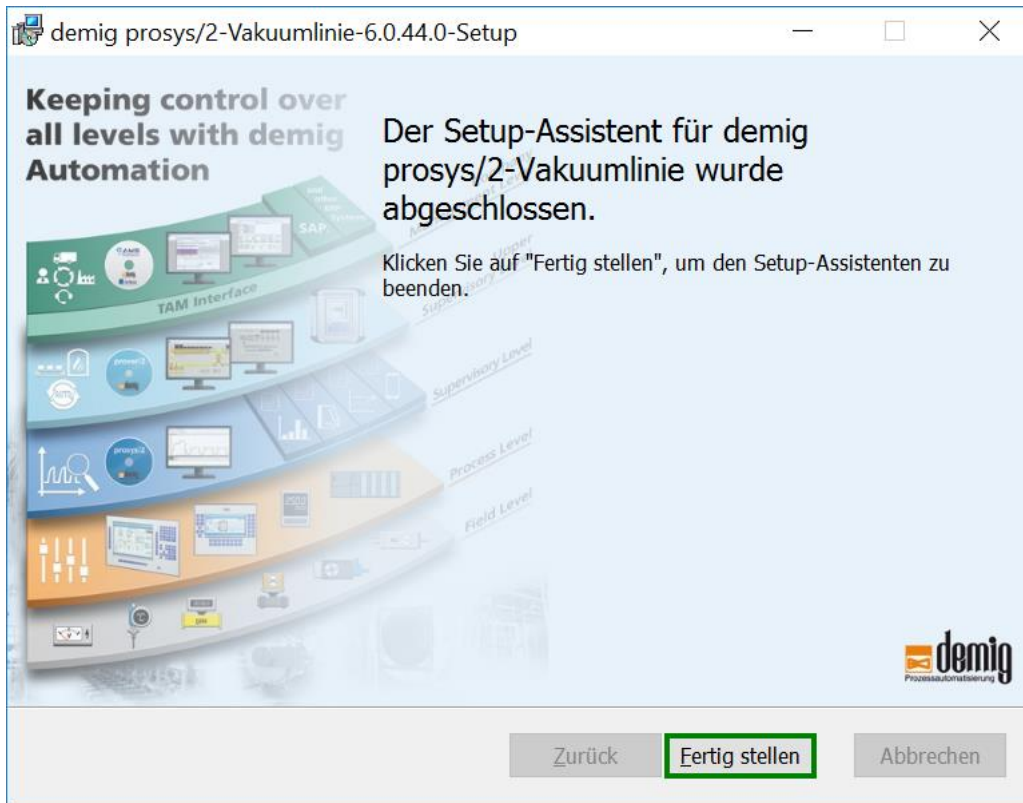 demig prosys/2-Vakuumlinie-6.0.44.0-Setup
Keeping control over
all levels with demig
Automation
Der Setup-Assistent für demig
prosys/2-Vakuumlinie wurde
abgeschlossen.
Klicken Sie auf "Fertig stellen", um den Setup-Assistenten zu
beenden.
SAP
TAM Interface
Supervisory Level
Process Level
Field Level
prosys/2
demig
Prozessautomatisierung
Zurück
Fertig stellen
Abbrechen